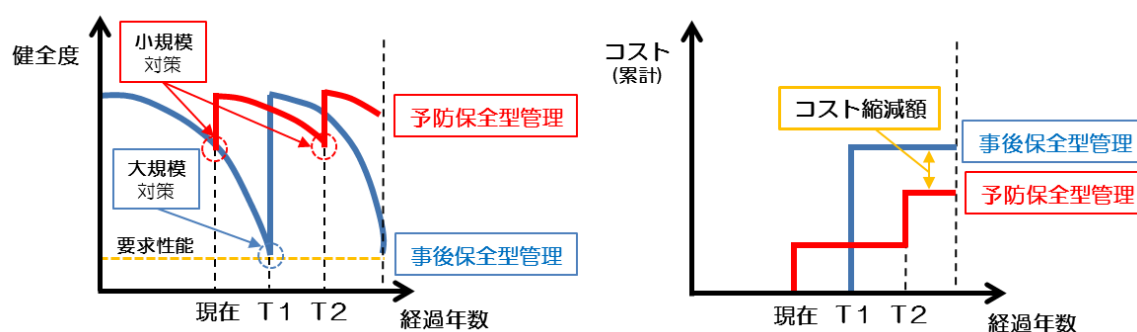 健全度
小規模
対策
予防保全型管理
大規模
対策
要求性能
事後保全型管理
現在
T1
T2
経過年数
コスト
(累計)
コスト縮減額
事後保全型管理
予防保全型管理
現在
T1
T2
経過年数